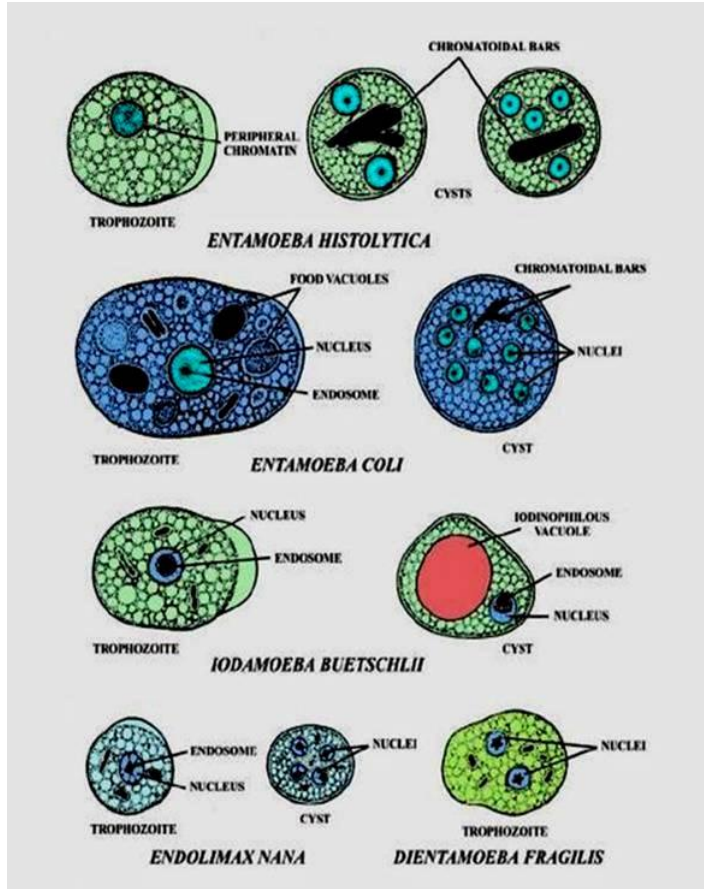 CHROMATOIDAL BARS
PERIPHERAL
CHROMATIN
CYSTS
TROPHOZOITE
ENTAMOEBA HISTOLYTICA
FOOD VACUOLES
CHROMATOIDAL BARS
NUCLEUS
NUCLEI
ENDOSOME
TROPHOZOITE
CYST
ENTAMOEBA COLI
NUCLEUS
IODINOPHILOUS
VACUOLE
ENDOSOME
ENDOSOME
NUCLEUS
TROPHOZOITE
CYST
IODAMOEBA BUETSCHLII
ENDOSOME
NUCLEI
NUCLEI
NUCLEUS
CYST
TROPHOZOITE
TROPHOZOITE
ENDOLIMAX NANA
DIENTAMOEBA FRAGILIS